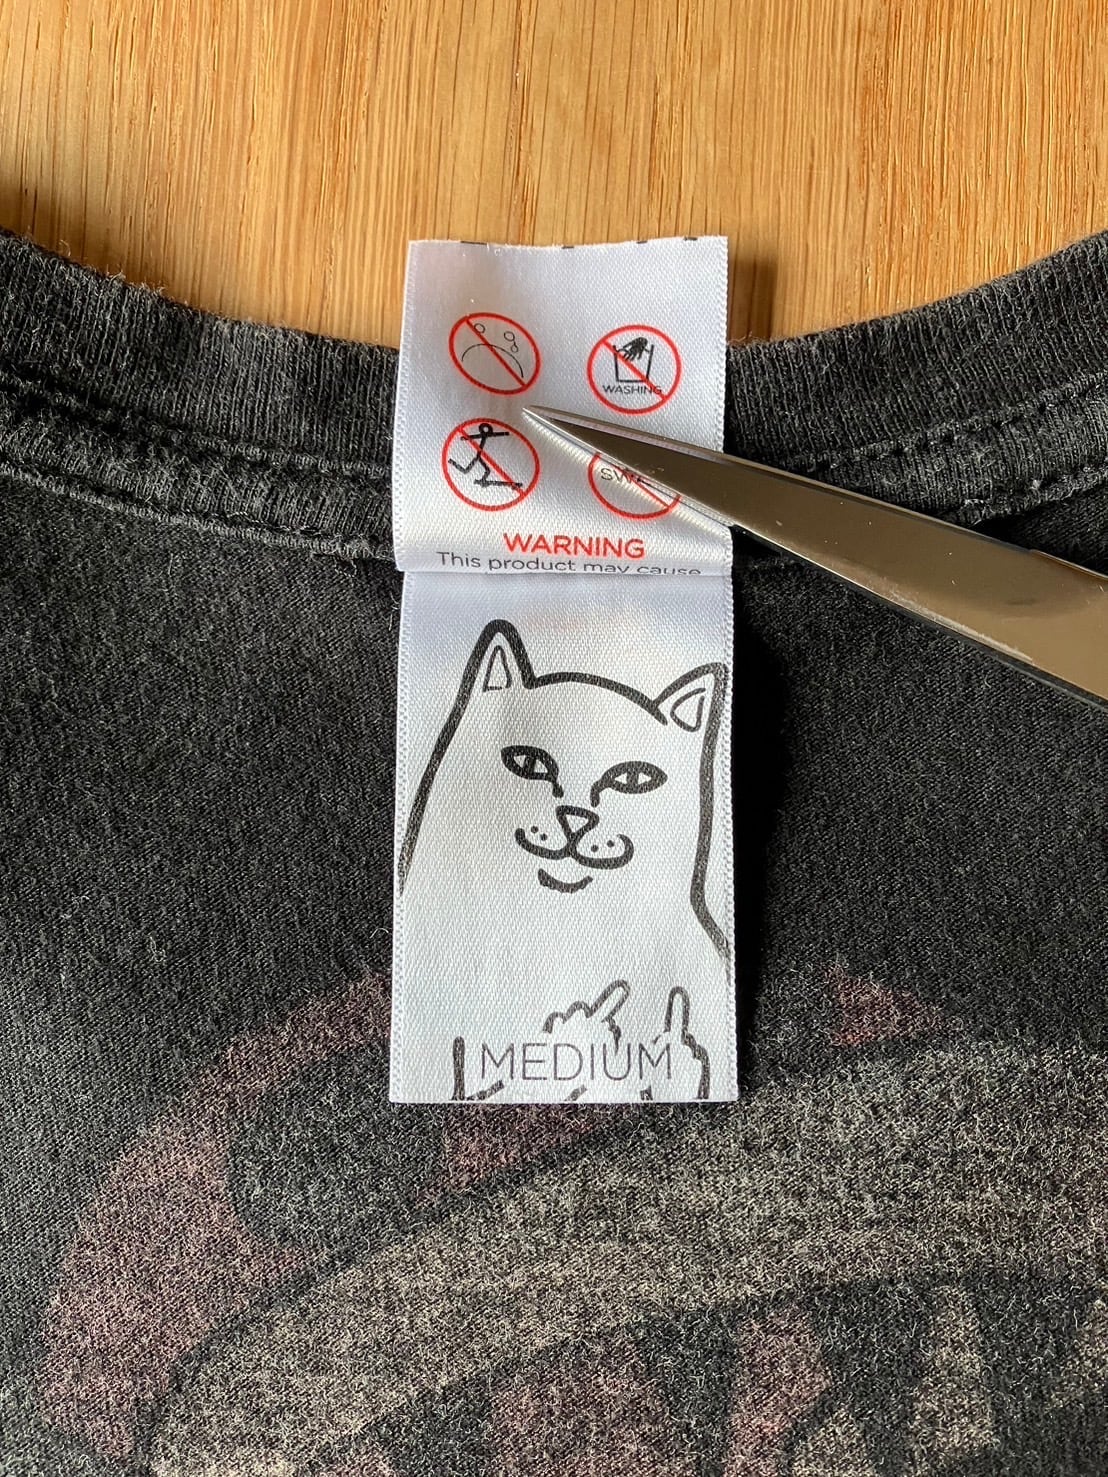 WASHING
WARNING
This product may cause
MEDIUM